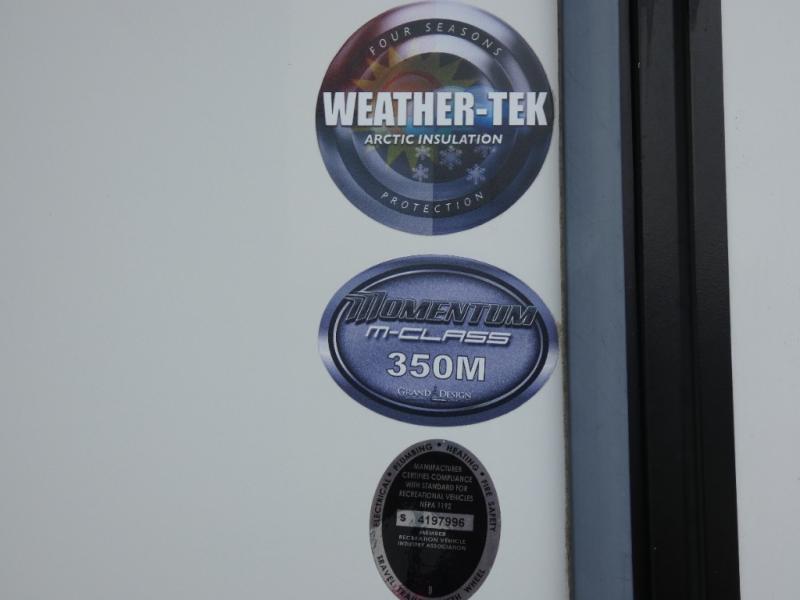 FOUR SEASONS
WEATHER-TEK
ARCTIC INSULATION
PROTECTION
MOMENTUM
M-CLASS
350M
GRAND DESIGN
ELECTRICAL • PLUMBING • HEATING • FIRE SAFETY
MANUFACTURER
CERTIFIES COMPLIANCE
WITH STANDARD FOR
RECREATIONAL VEHICLES
NFPA 1192
S 4197996
MEMBER
RECREATION VEHICLE
INDUSTRY ASSOCIATION
TRAVEL WHEEL